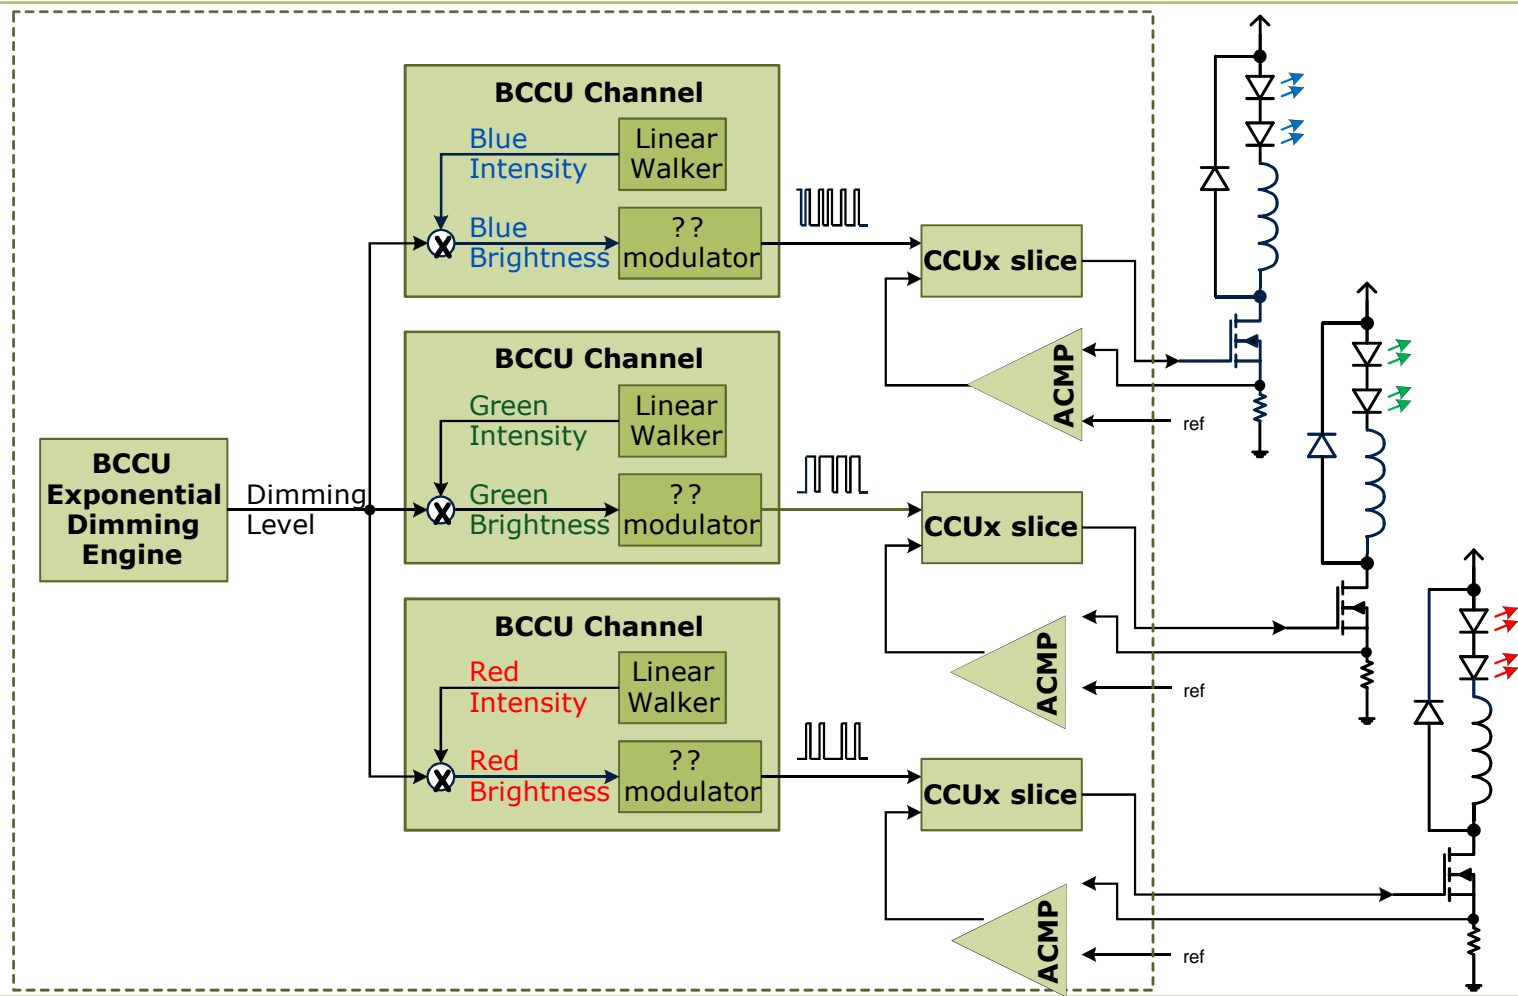 BCCU
Exponential
Dimming
Engine
Dimming
Level
BCCU Channel
Blue
Intensity
Linear
Walker
X
Blue
Brightness
??
modulator
CCUx slice
ACMP
ref
BCCU Channel
Green
Intensity
Linear
Walker
X
Green
Brightness
??
modulator
CCUx slice
ACMP
ref
BCCU Channel
Red
Intensity
Linear
Walker
X
Red
Brightness
??
modulator
CCUx slice
ACMP
ref